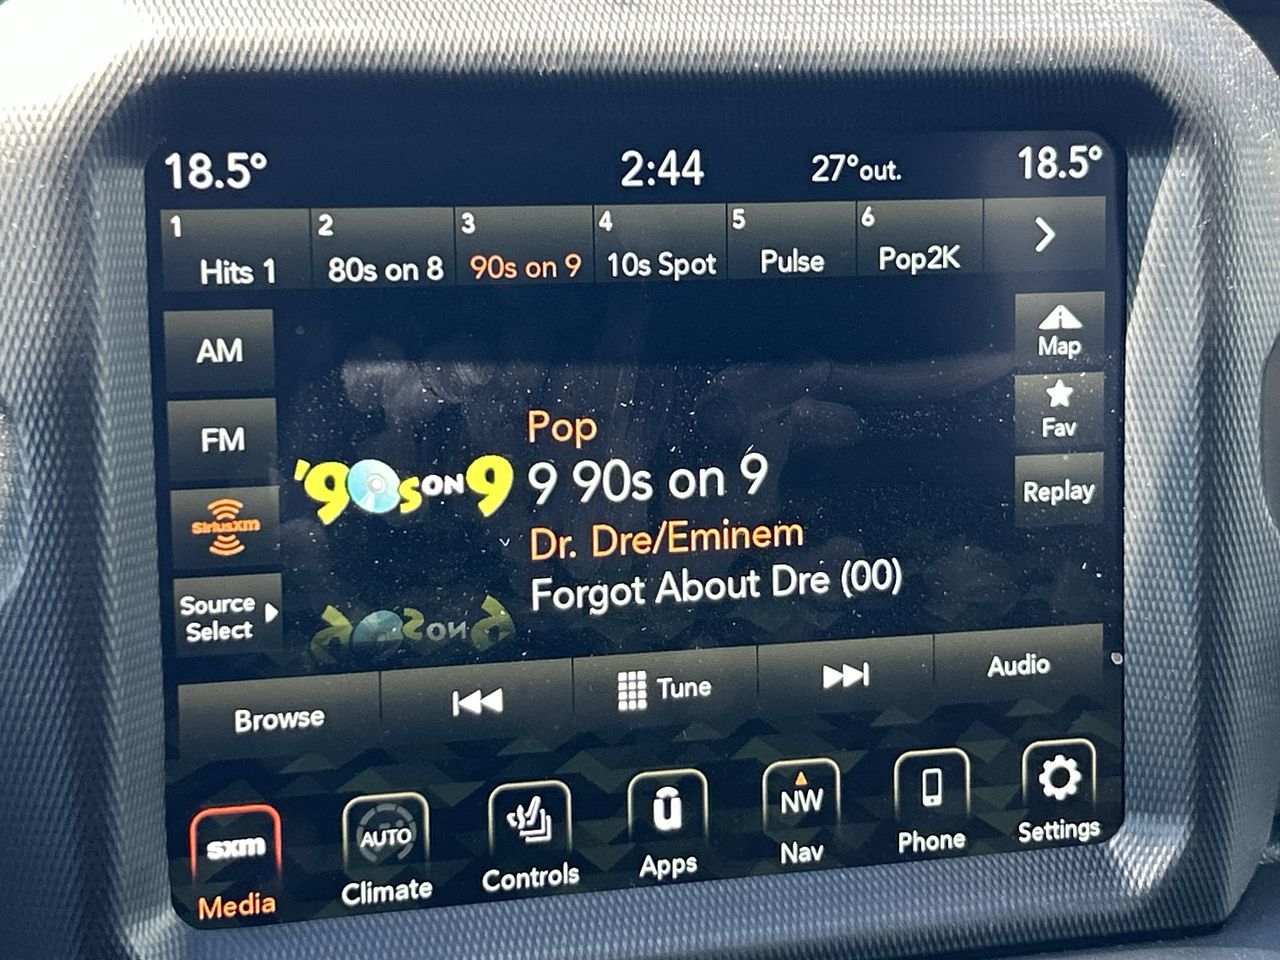 18.5° 2:44 27°out. 18.5°
1 2 3 4 5 6
Hits 1 80s on 8 90s on 9 10s Spot Pulse Pop2K
AM
FM
SiriusXM
Source
Select
'90s ON 9
Pop
9 90s on 9
Dr. Dre/Eminem
Forgot About Dre (00)
Map
Fav
Replay
Browse Tune Audio
sxm AUTO NW
Media Climate Controls Apps Nav Phone Settings